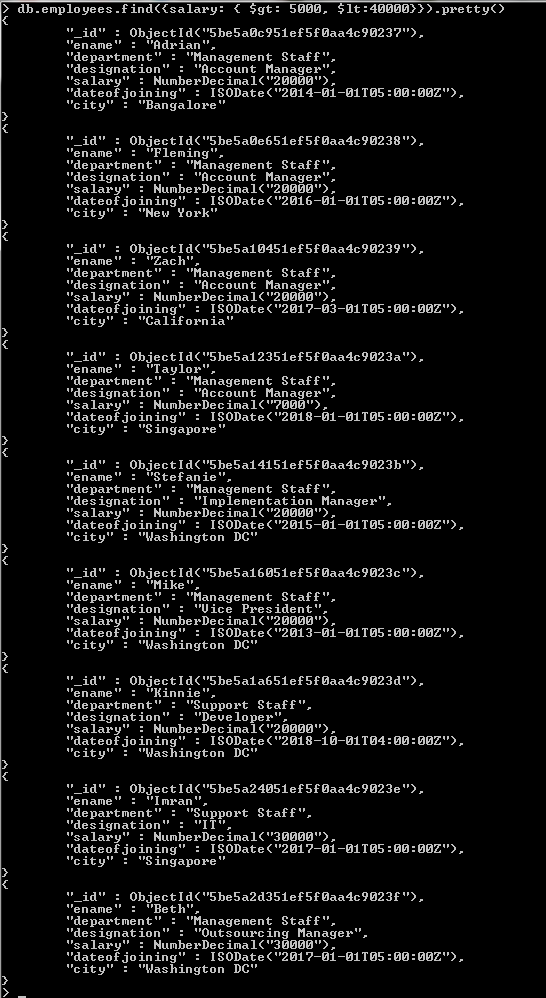 > db.employees.find({salary: { $gt: 5000, $lt:40000}}).pretty()
{
"_id" : ObjectId("5be5a0c951ef5f0aa4c90237"),
"ename" : "Adrian",
"department" : "Management Staff",
"designation" : "Account Manager",
"salary" : NumberDecimal("20000"),
"dateofjoining" : ISODate("2014-01-01T05:00:00Z"),
"city" : "Bangalore"
}
{
"_id" : ObjectId("5be5a0e651ef5f0aa4c90238"),
"ename" : "Fleming",
"department" : "Management Staff",
"designation" : "Account Manager",
"salary" : NumberDecimal("20000"),
"dateofjoining" : ISODate("2016-01-01T05:00:00Z"),
"city" : "New York"
}
{
"_id" : ObjectId("5be5a10451ef5f0aa4c90239"),
"ename" : "Zach",
"department" : "Management Staff",
"designation" : "Account Manager",
"salary" : NumberDecimal("20000"),
"dateofjoining" : ISODate("2017-03-01T05:00:00Z"),
"city" : "California"
}
{
"_id" : ObjectId("5be5a12351ef5f0aa4c9023a"),
"ename" : "Taylor",
"department" : "Management Staff",
"designation" : "Account Manager",
"salary" : NumberDecimal("7000"),
"dateofjoining" : ISODate("2018-01-01T05:00:00Z"),
"city" : "Singapore"
}
{
"_id" : ObjectId("5be5a14151ef5f0aa4c9023b"),
"ename" : "Stefanie",
"department" : "Management Staff",
"designation" : "Implementation Manager",
"salary" : NumberDecimal("20000"),
"dateofjoining" : ISODate("2015-01-01T05:00:00Z"),
"city" : "Washington DC"
}
{
"_id" : ObjectId("5be5a16051ef5f0aa4c9023c"),
"ename" : "Mike",
"department" : "Management Staff",
"designation" : "Vice President",
"salary" : NumberDecimal("20000"),
"dateofjoining" : ISODate("2013-01-01T05:00:00Z"),
"city" : "Washington DC"
}
{
"_id" : ObjectId("5be5a1a651ef5f0aa4c9023d"),
"ename" : "Kinnie",
"department" : "Support Staff",
"designation" : "Developer",
"salary" : NumberDecimal("20000"),
"dateofjoining" : ISODate("2018-10-01T04:00:00Z"),
"city" : "Washington DC"
}
{
"_id" : ObjectId("5be5a24051ef5f0aa4c9023e"),
"ename" : "Imran",
"department" : "Support Staff",
"designation" : "IT",
"salary" : NumberDecimal("30000"),
"dateofjoining" : ISODate("2017-01-01T05:00:00Z"),
"city" : "Singapore"
}
{
"_id" : ObjectId("5be5a2d351ef5f0aa4c9023f"),
"ename" : "Beth",
"department" : "Management Staff",
"designation" : "Outsourcing Manager",
"salary" : NumberDecimal("30000"),
"dateofjoining" : ISODate("2017-01-01T05:00:00Z"),
"city" : "Washington DC"
}
> _